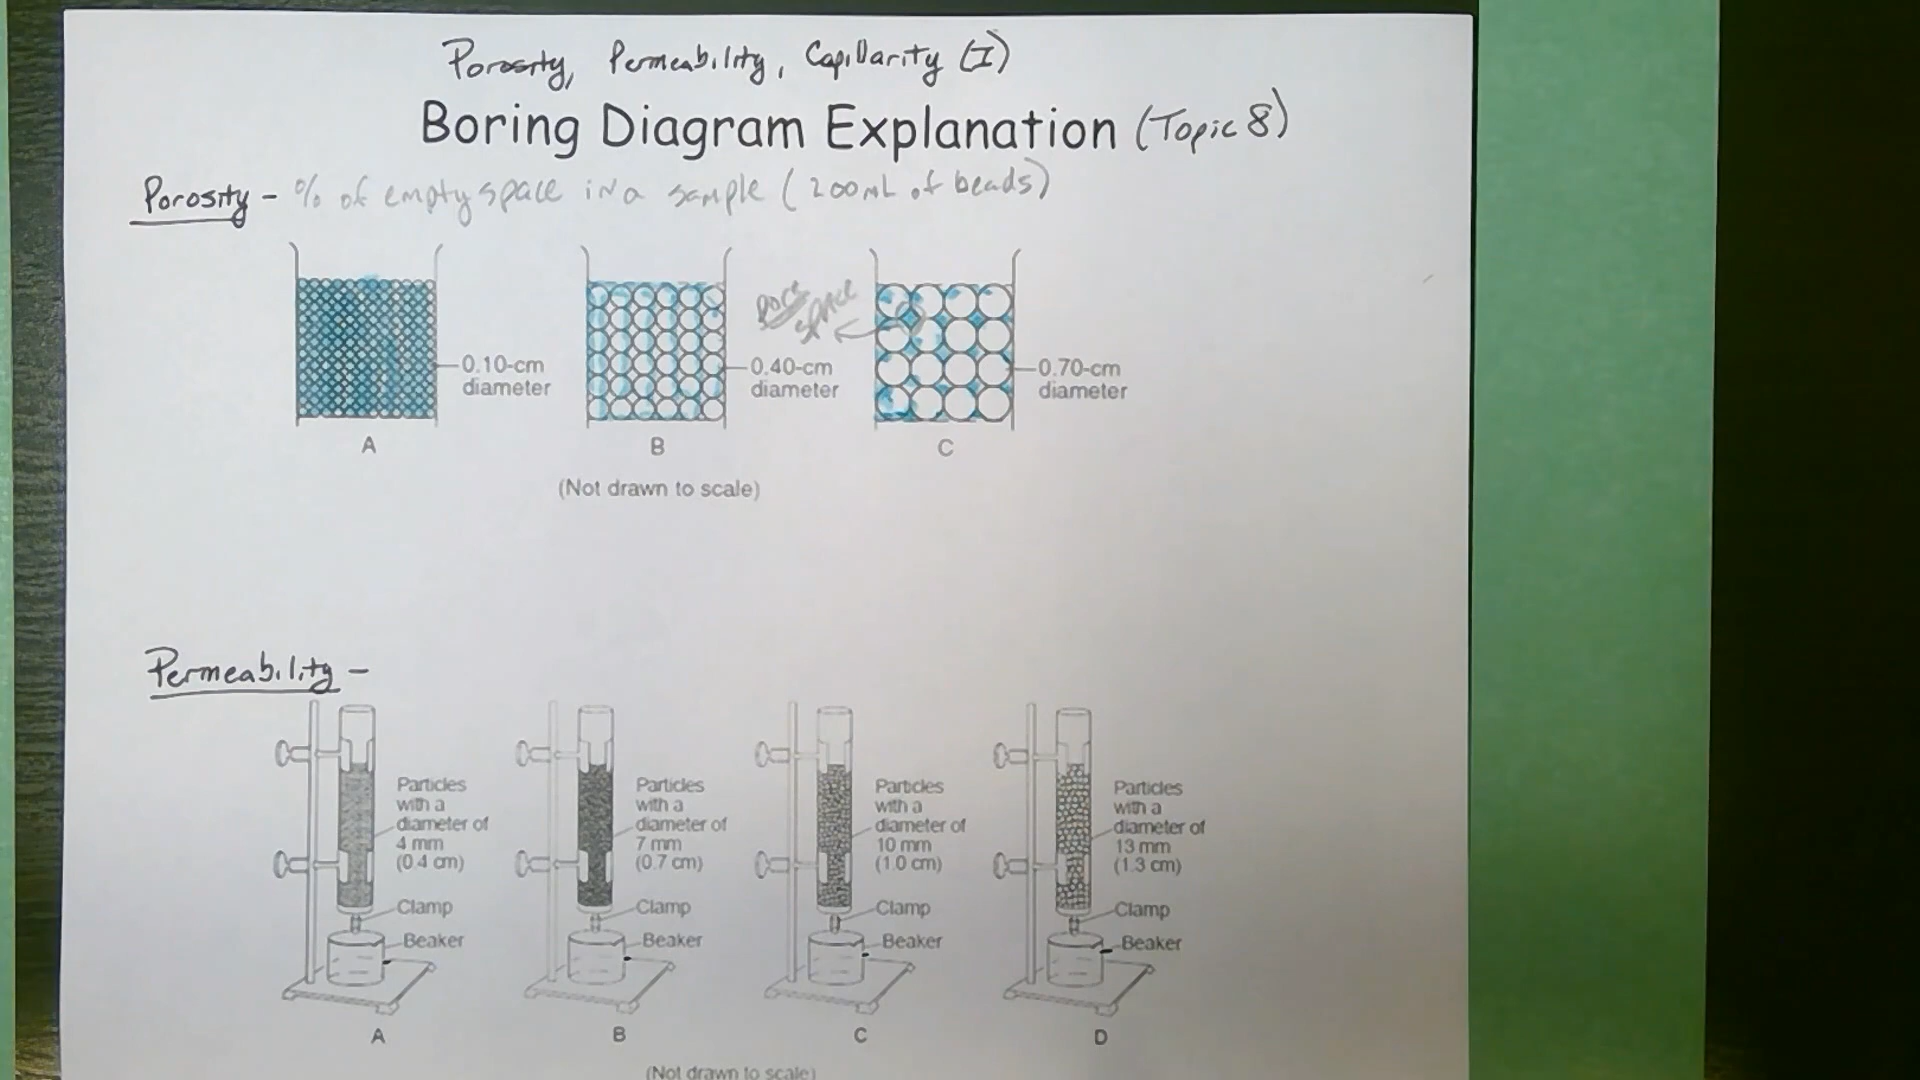 Porosity, Permeability, Capillarity (I)
Boring Diagram Explanation (Topic 8)
Porosity - % of empty space in a sample (200mL of beads)
pore
space
0.10-cm
diameter
0.40-cm
diameter
0.70-cm
diameter
A
B
C
(Not drawn to scale)
Permeability -
Particles
with a
diameter of
4 mm
(0.4 cm)
Clamp
Beaker
A
Particles
with a
diameter of
7 mm
(0.7 cm)
Clamp
Beaker
B
Particles
with a
diameter of
10 mm
(1.0 cm)
Clamp
Beaker
C
Particles
with a
diameter of
13 mm
(1.3 cm)
Clamp
Beaker
D
(Not drawn to scale)